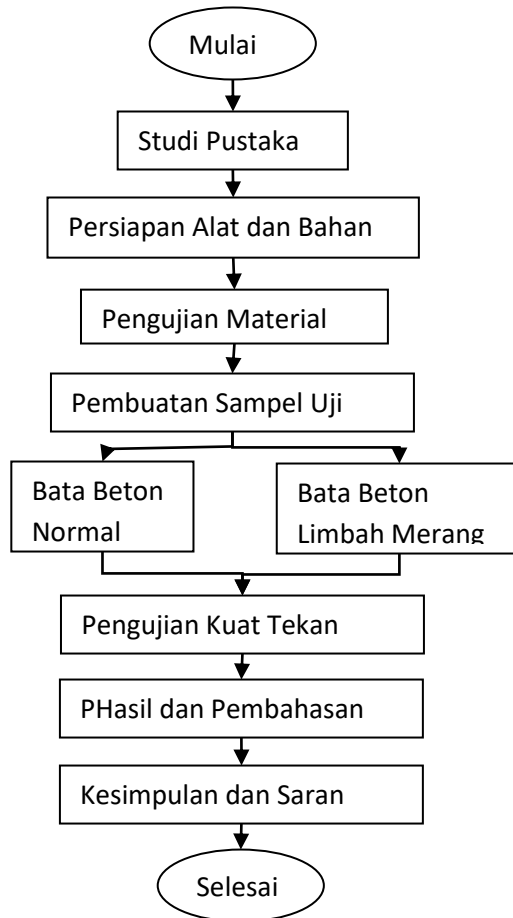 Mulai
Studi Pustaka
Persiapan Alat dan Bahan
Pengujian Material
Pembuatan Sampel Uji
Bata Beton
Normal
Bata Beton
Limbah Merang
Pengujian Kuat Tekan
PHasil dan Pembahasan
Kesimpulan dan Saran
Selesai